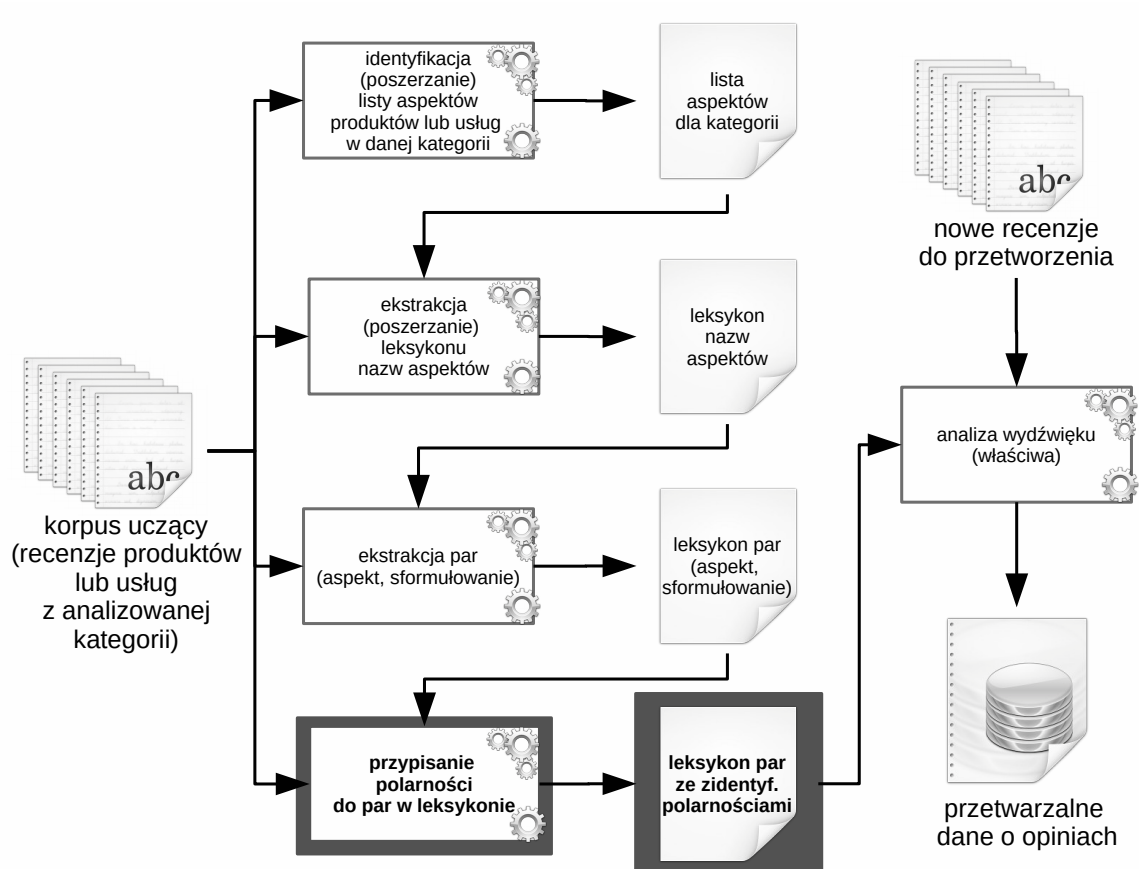 identyfikacja
(poszerzanie)
listy aspektów
produktów lub usług
w danej kategorii
lista
aspektów
dla kategorii
abc
nowe recenzje
do przetworzenia
ekstrakcja
(poszerzanie)
leksykonu
nazw aspektów
leksykon
nazw
aspektów
abc
korpus uczący
(recenzje produktów
lub usług
z analizowanej
kategorii)
analiza wydźwięku
(właściwa)
ekstrakcja par
(aspekt, sformułowanie)
leksykon par
(aspekt,
sformułowanie)
przypisanie
polarności
do par w leksykonie
leksykon par
ze zidentyf.
polarnościami
przetwarzalne
dane o opiniach